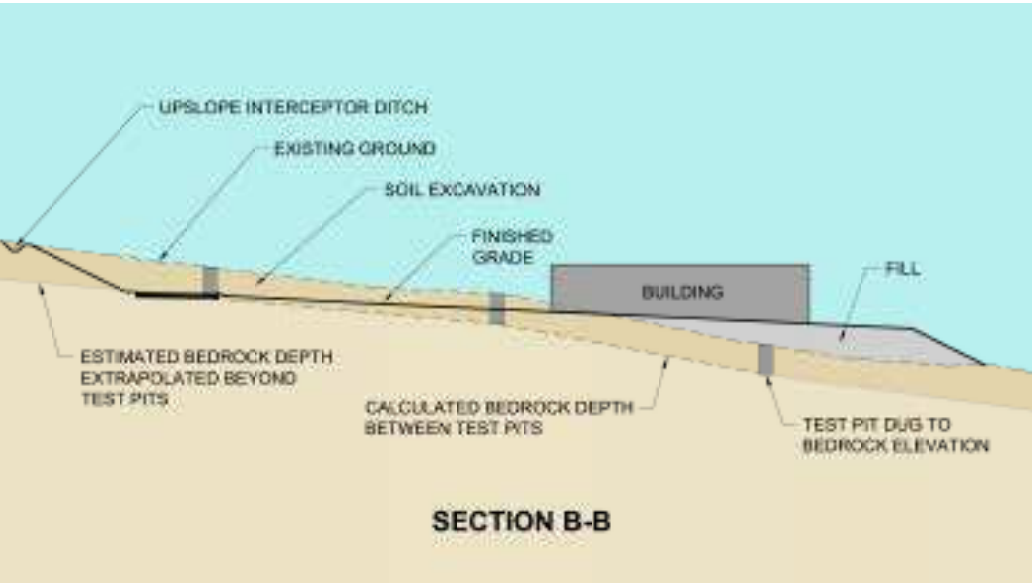 UPSLOPE INTERCEPTOR DITCH
EXISTING GROUND
SOIL EXCAVATION
FINISHED
GRADE
FILL
BUILDING
ESTIMATED BEDROCK DEPTH
EXTRAPOLATED BEYOND
TEST PITS
CALCULATED BEDROCK DEPTH
BETWEEN TEST PITS
TEST PIT DUG TO
BEDROCK ELEVATION
SECTION B-B